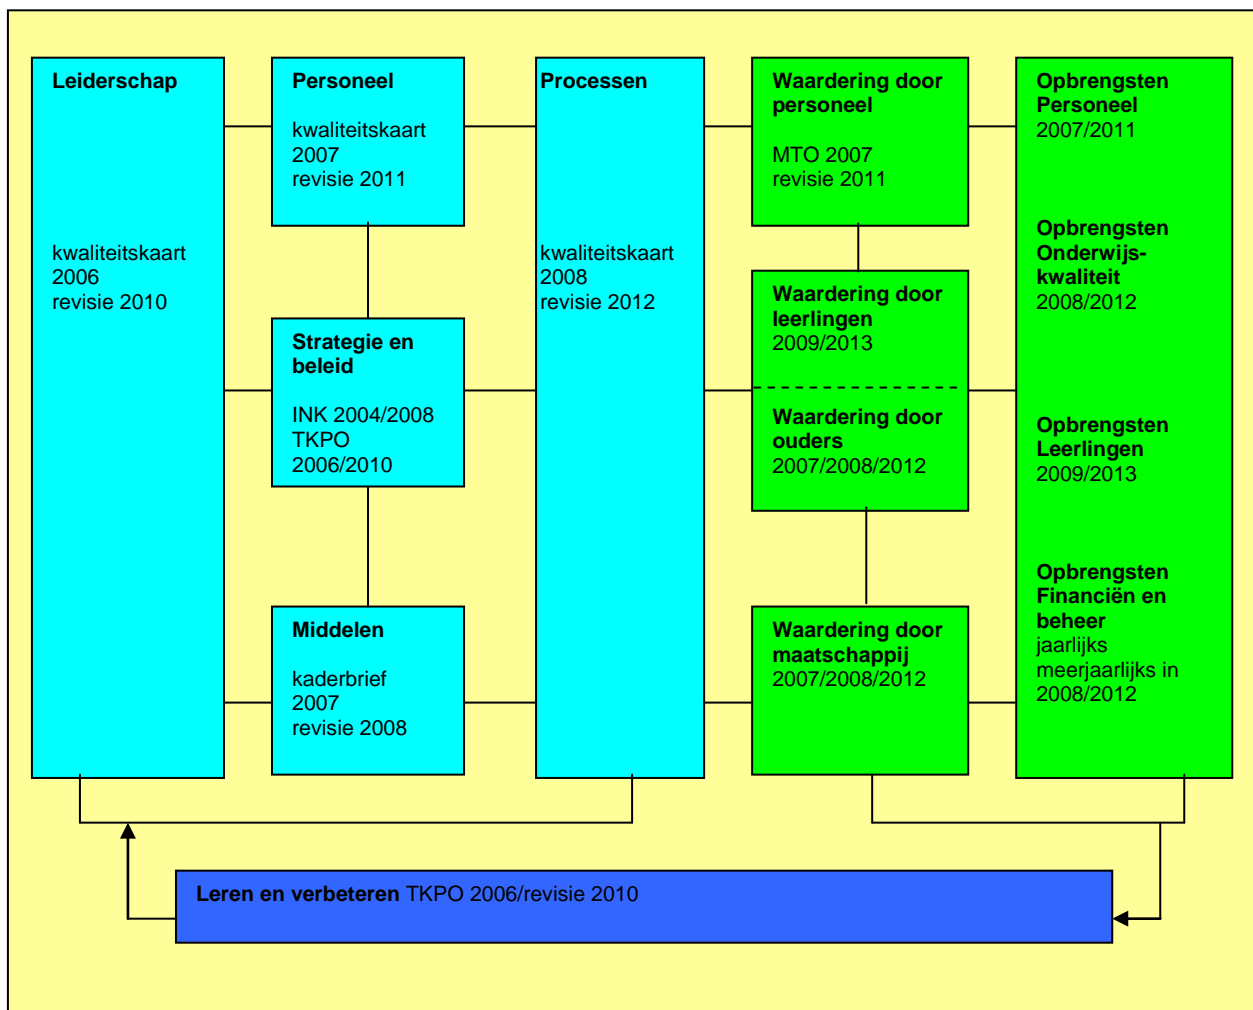 Leiderschap
kwaliteitskaart
2006
revisie 2010
Personeel
kwaliteitskaart
2007
revisie 2011
Strategie en
beleid
INK 2004/2008
TKPO
2006/2010
Middelen
kaderbrief
2007
revisie 2008
Processen
kwaliteitskaart
2008
revisie 2012
Waardering door
personeel
MTO 2007
revisie 2011
Waardering door
leerlingen
2009/2013
Waardering door
ouders
2007/2008/2012
Waardering door
maatschappij
2007/2008/2012
Opbrengsten
Personeel
2007/2011
Opbrengsten
Onderwijs-
kwaliteit
2008/2012
Opbrengsten
Leerlingen
2009/2013
Opbrengsten
Financiën en
beheer
jaarlijks
meerjaarlijks in
2008/2012
Leren en verbeteren TKPO 2006/revisie 2010